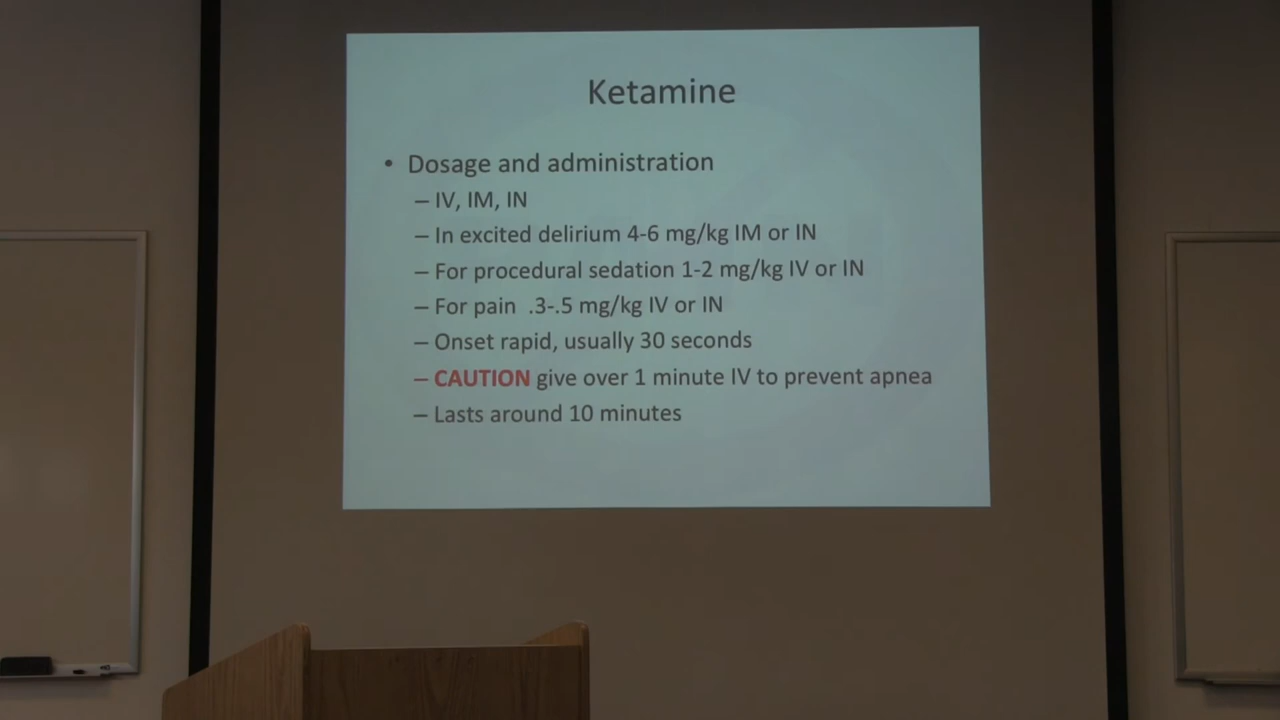 Ketamine
• Dosage and administration
– IV, IM, IN
– In excited delirium 4-6 mg/kg IM or IN
– For procedural sedation 1-2 mg/kg IV or IN
– For pain .3-.5 mg/kg IV or IN
– Onset rapid, usually 30 seconds
– CAUTION give over 1 minute IV to prevent apnea
– Lasts around 10 minutes